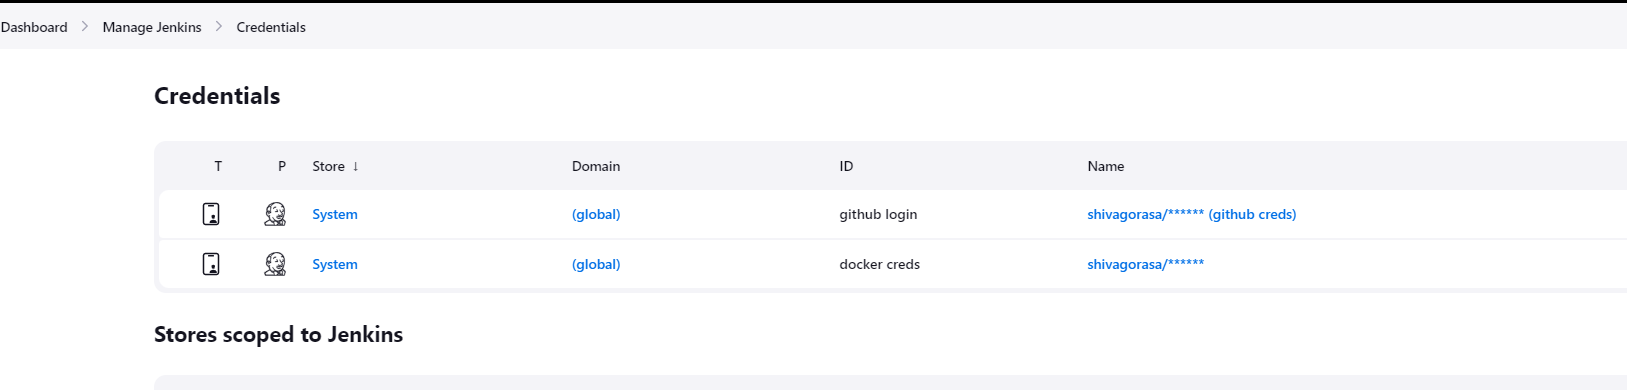 Dashboard > Manage Jenkins > Credentials
Credentials
T P Store ↓ Domain ID Name
System (global) github login shivagorasa/****** (github creds)
System (global) docker creds shivagorasa/******
Stores scoped to Jenkins